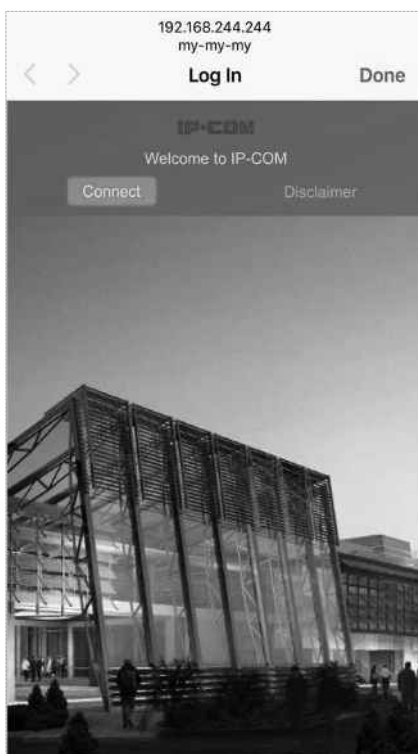 192.168.244.244
my-my-my
Log In Done
IP-COM
Welcome to IP-COM
Connect Disclaimer